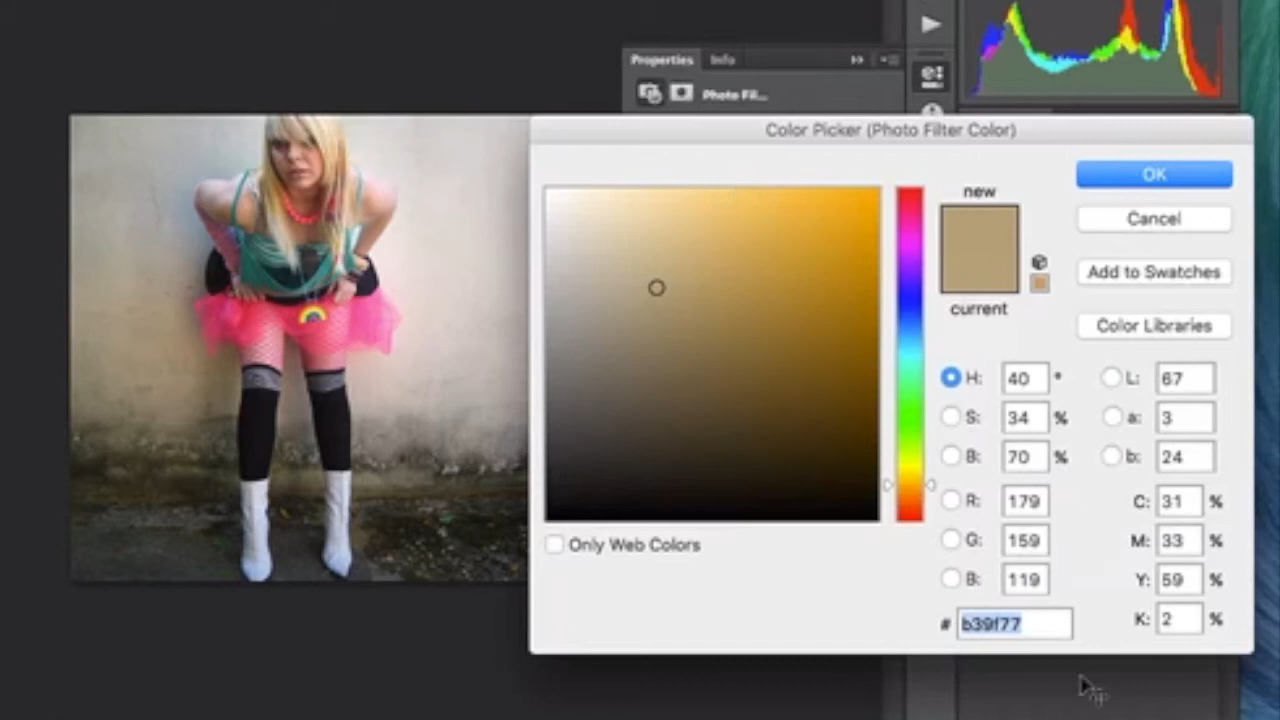 Properties Info
Photo Fil...
Color Picker (Photo Filter Color)
new
current
OK
Cancel
Add to Swatches
Color Libraries
H: 40 °
S: 34 %
B: 70 %
R: 179
G: 159
B: 119
# b39f77
L: 67
a: 3
b: 24
C: 31 %
M: 33 %
Y: 59 %
K: 2 %
Only Web Colors